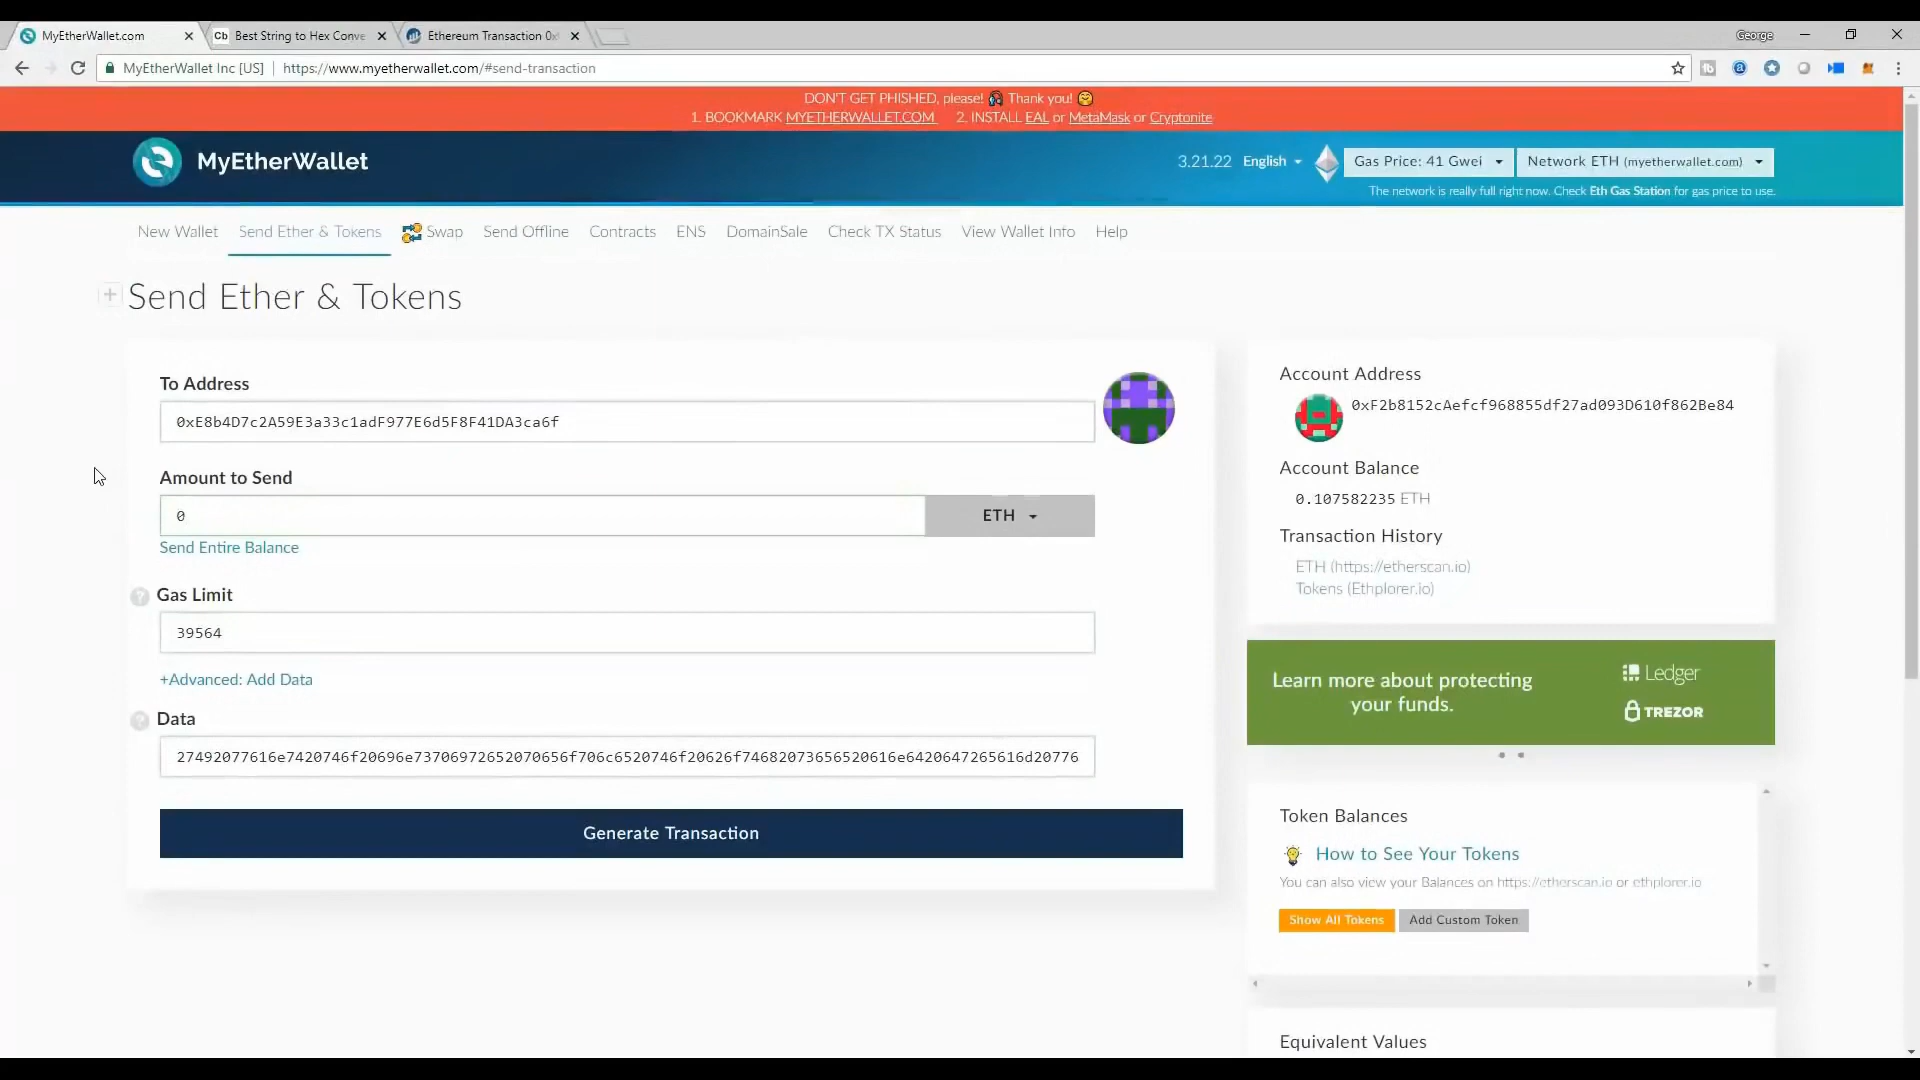 MyEtherWallet.com
Best String to Hex Conve
Ethereum Transaction 0x
George
MyEtherWallet Inc [US] | https://www.myetherwallet.com/#send-transaction
DON'T GET PHISHED, please! Thank you!
1. BOOKMARK MYETHERWALLET.COM 2. INSTALL EAL or MetaMask or Cryptonite
MyEtherWallet
3.21.22 English
Gas Price: 41 Gwei
Network ETH (myetherwallet.com)
The network is really full right now. Check Eth Gas Station for gas price to use.
New Wallet Send Ether & Tokens Swap Send Offline Contracts ENS DomainSale Check TX Status View Wallet Info Help
+ Send Ether & Tokens
To Address
0xE8b4D7c2A59E3a33c1adF977E6d5F8F41DA3ca6f
Amount to Send
0
ETH
Send Entire Balance
? Gas Limit
39564
+Advanced: Add Data
? Data
27492077616e7420746f20696e73706972652070656f706c6520746f20626f74682073656520616e6420647265616d20776
Generate Transaction
Account Address
0xF2b8152cAefcf968855df27ad093D610f862Be84
Account Balance
0.107582235 ETH
Transaction History
ETH (https://etherscan.io)
Tokens (Ethplorer.io)
Learn more about protecting
your funds.
Ledger
TREZOR
Token Balances
How to See Your Tokens
You can also view your Balances on https://etherscan.io or ethplorer.io
Show All Tokens
Add Custom Token
Equivalent Values